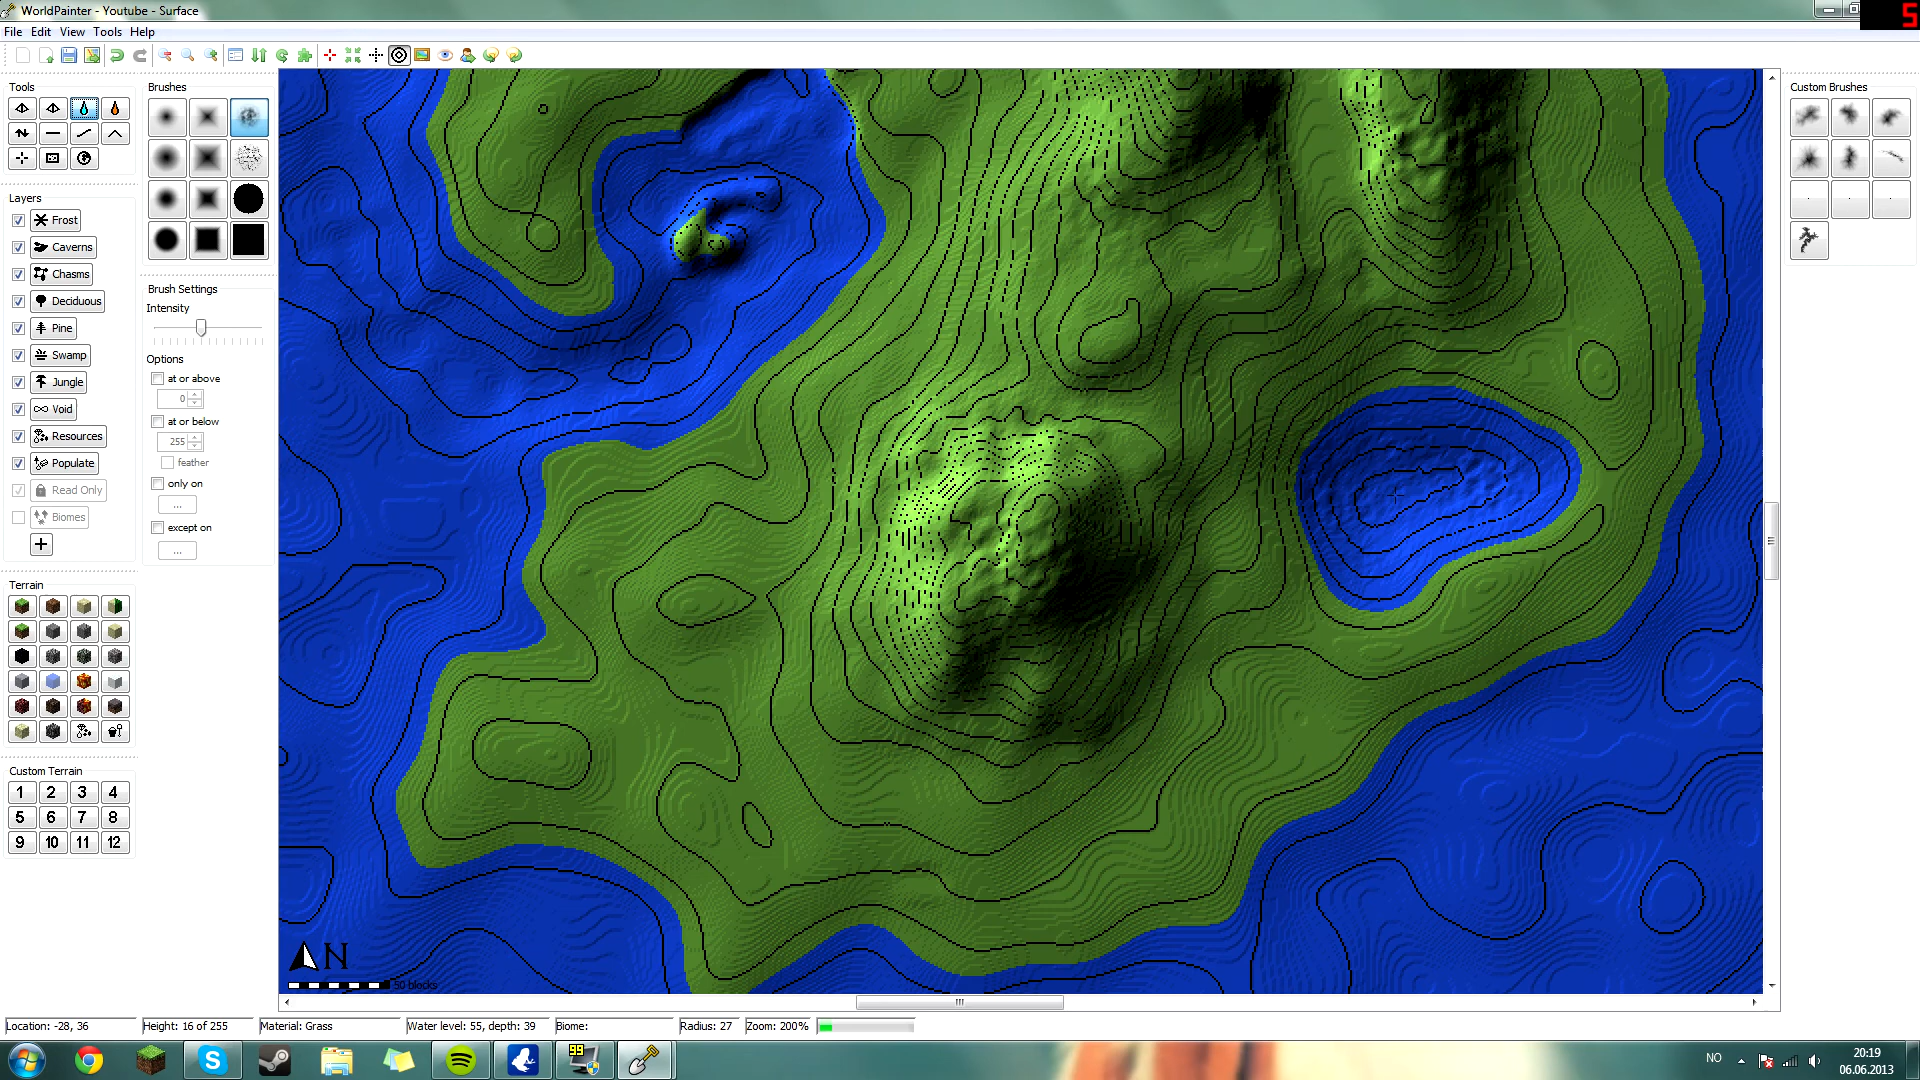 WorldPainter - Youtube - Surface
5
File Edit View Tools Help
Tools
Brushes
Custom Brushes
Layers
Frost
Caverns
Chasms
Deciduous
Pine
Swamp
Jungle
Void
Resources
Populate
Read Only
Biomes
Brush Settings
Intensity
Options
at or above
0
at or below
255
feather
only on
...
except on
...
Terrain
Custom Terrain
1 2 3 4
5 6 7 8
9 10 11 12
N
50 blocks
Location: -28, 36
Height: 16 of 255
Material: Grass
Water level: 55, depth: 39
Biome:
Radius: 27
Zoom: 200%
99
NO
20:19
06.06.2013